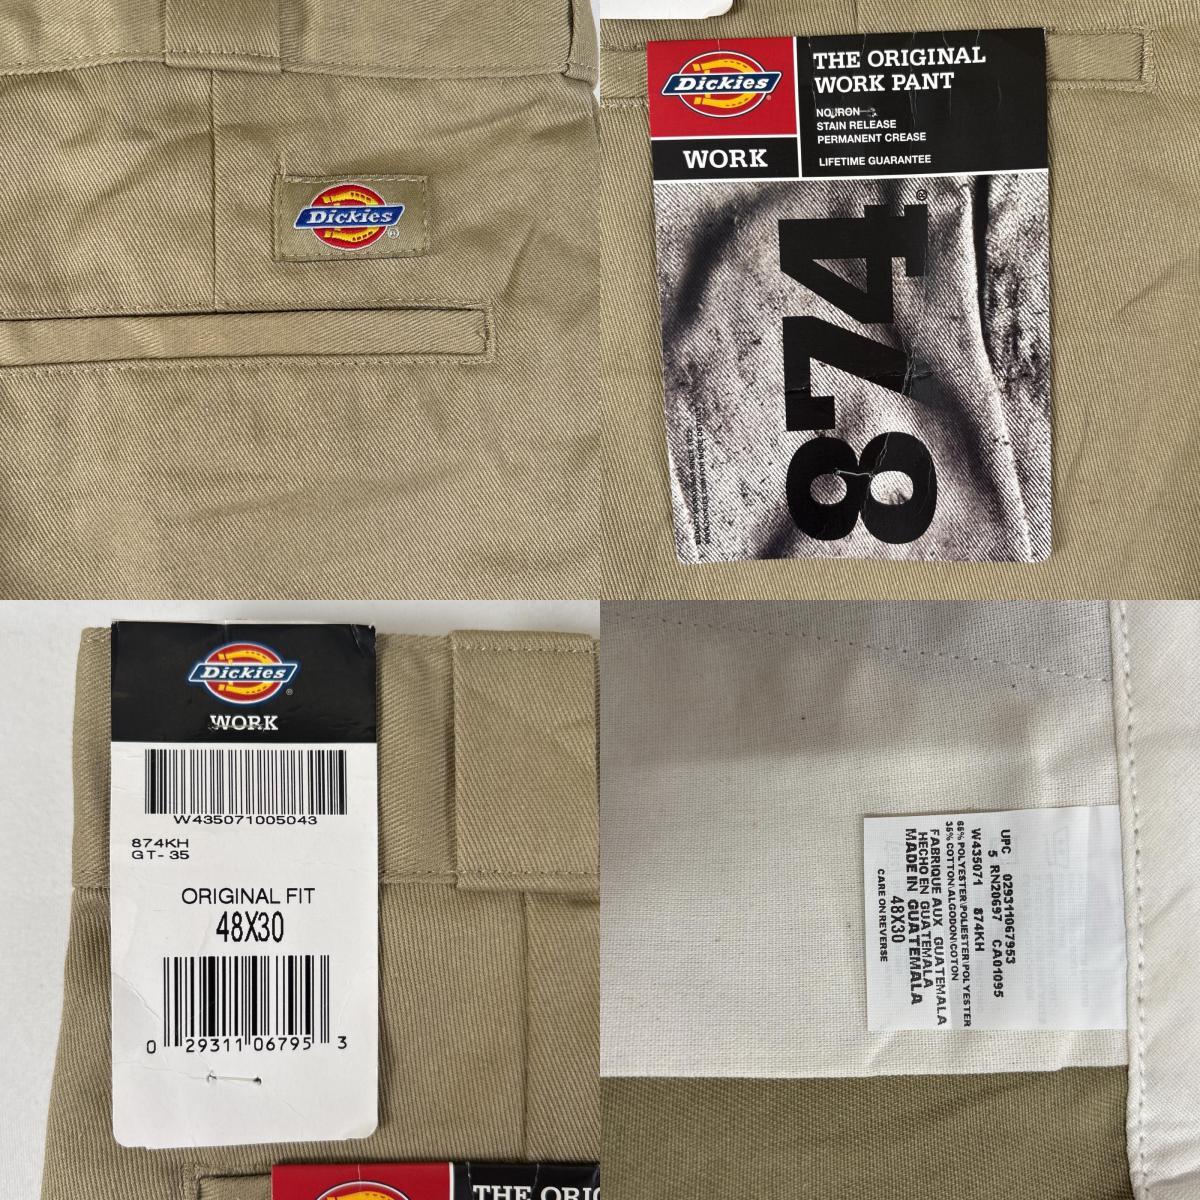 Dickies
®
Dickies
®
WORK
THE ORIGINAL
WORK PANT
NO IRON
STAIN RELEASE
PERMANENT CREASE
LIFETIME GUARANTEE
874®
Dickies
®
WORK
W435071005043
874KH
GT-35
ORIGINAL FIT
48X30
0 29311 06795 3
THE ORIG
UPC 029311067953
5 RN20697 CA01095
W435071 874KH
65% POLYESTER\POLIESTER\POLYESTER
35% COTTON\ALGODON\COTON
FABRIQUE AUX GUATEMALA
HECHO EN GUATEMALA
MADE IN GUATEMALA
48X30
CARE ON REVERSE